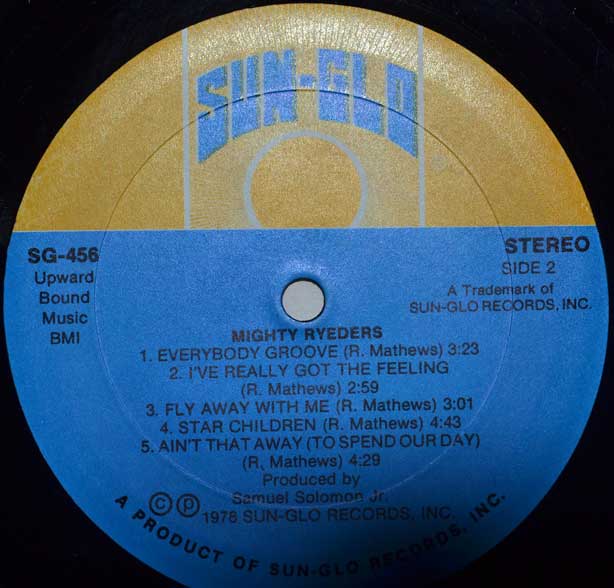 SUN-GLO
SG-456
Upward
Bound
Music
BMI
STEREO
SIDE 2
A Trademark of
SUN-GLO RECORDS, INC.
MIGHTY RYEDERS
1. EVERYBODY GROOVE (R. Mathews) 3:23
2. I'VE REALLY GOT THE FEELING
(R. Mathews) 2:59
3. FLY AWAY WITH ME (R. Mathews) 3:01
4. STAR CHILDREN (R. Mathews) 4:43
5. AIN'T THAT AWAY (TO SPEND OUR DAY)
(R, Mathews) 4:29
Produced by
Samuel Solomon Jr.
© ℗ 1978 SUN-GLO RECORDS, INC.
A PRODUCT OF SUN-GLO RECORDS, INC.